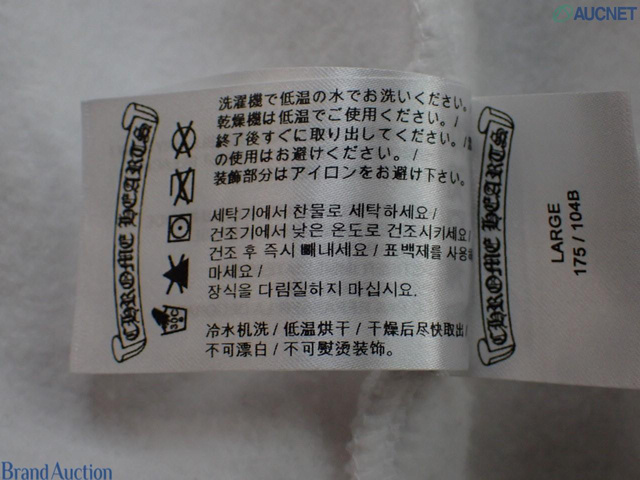 AUCNET
CHROME HEARTS
洗濯機で低温の水でお洗いください。
乾燥機は低温でご使用ください。/
終了後すぐに取り出してください。/
の使用はお避けください。/
装飾部分はアイロンをお避け下さい。
세탁기에서 찬물로 세탁하세요 /
건조기에서 낮은 온도로 건조시키세요
건조 후 즉시 빼내세요 / 표백제를 사용
마세요 /
장식을 다림질하지 마십시요.
冷水机洗 / 低温烘干 / 干燥后尽快取出 /
不可漂白 / 不可熨烫装饰。
CHROME HEARTS
LARGE
175 / 104B
Brand Auction